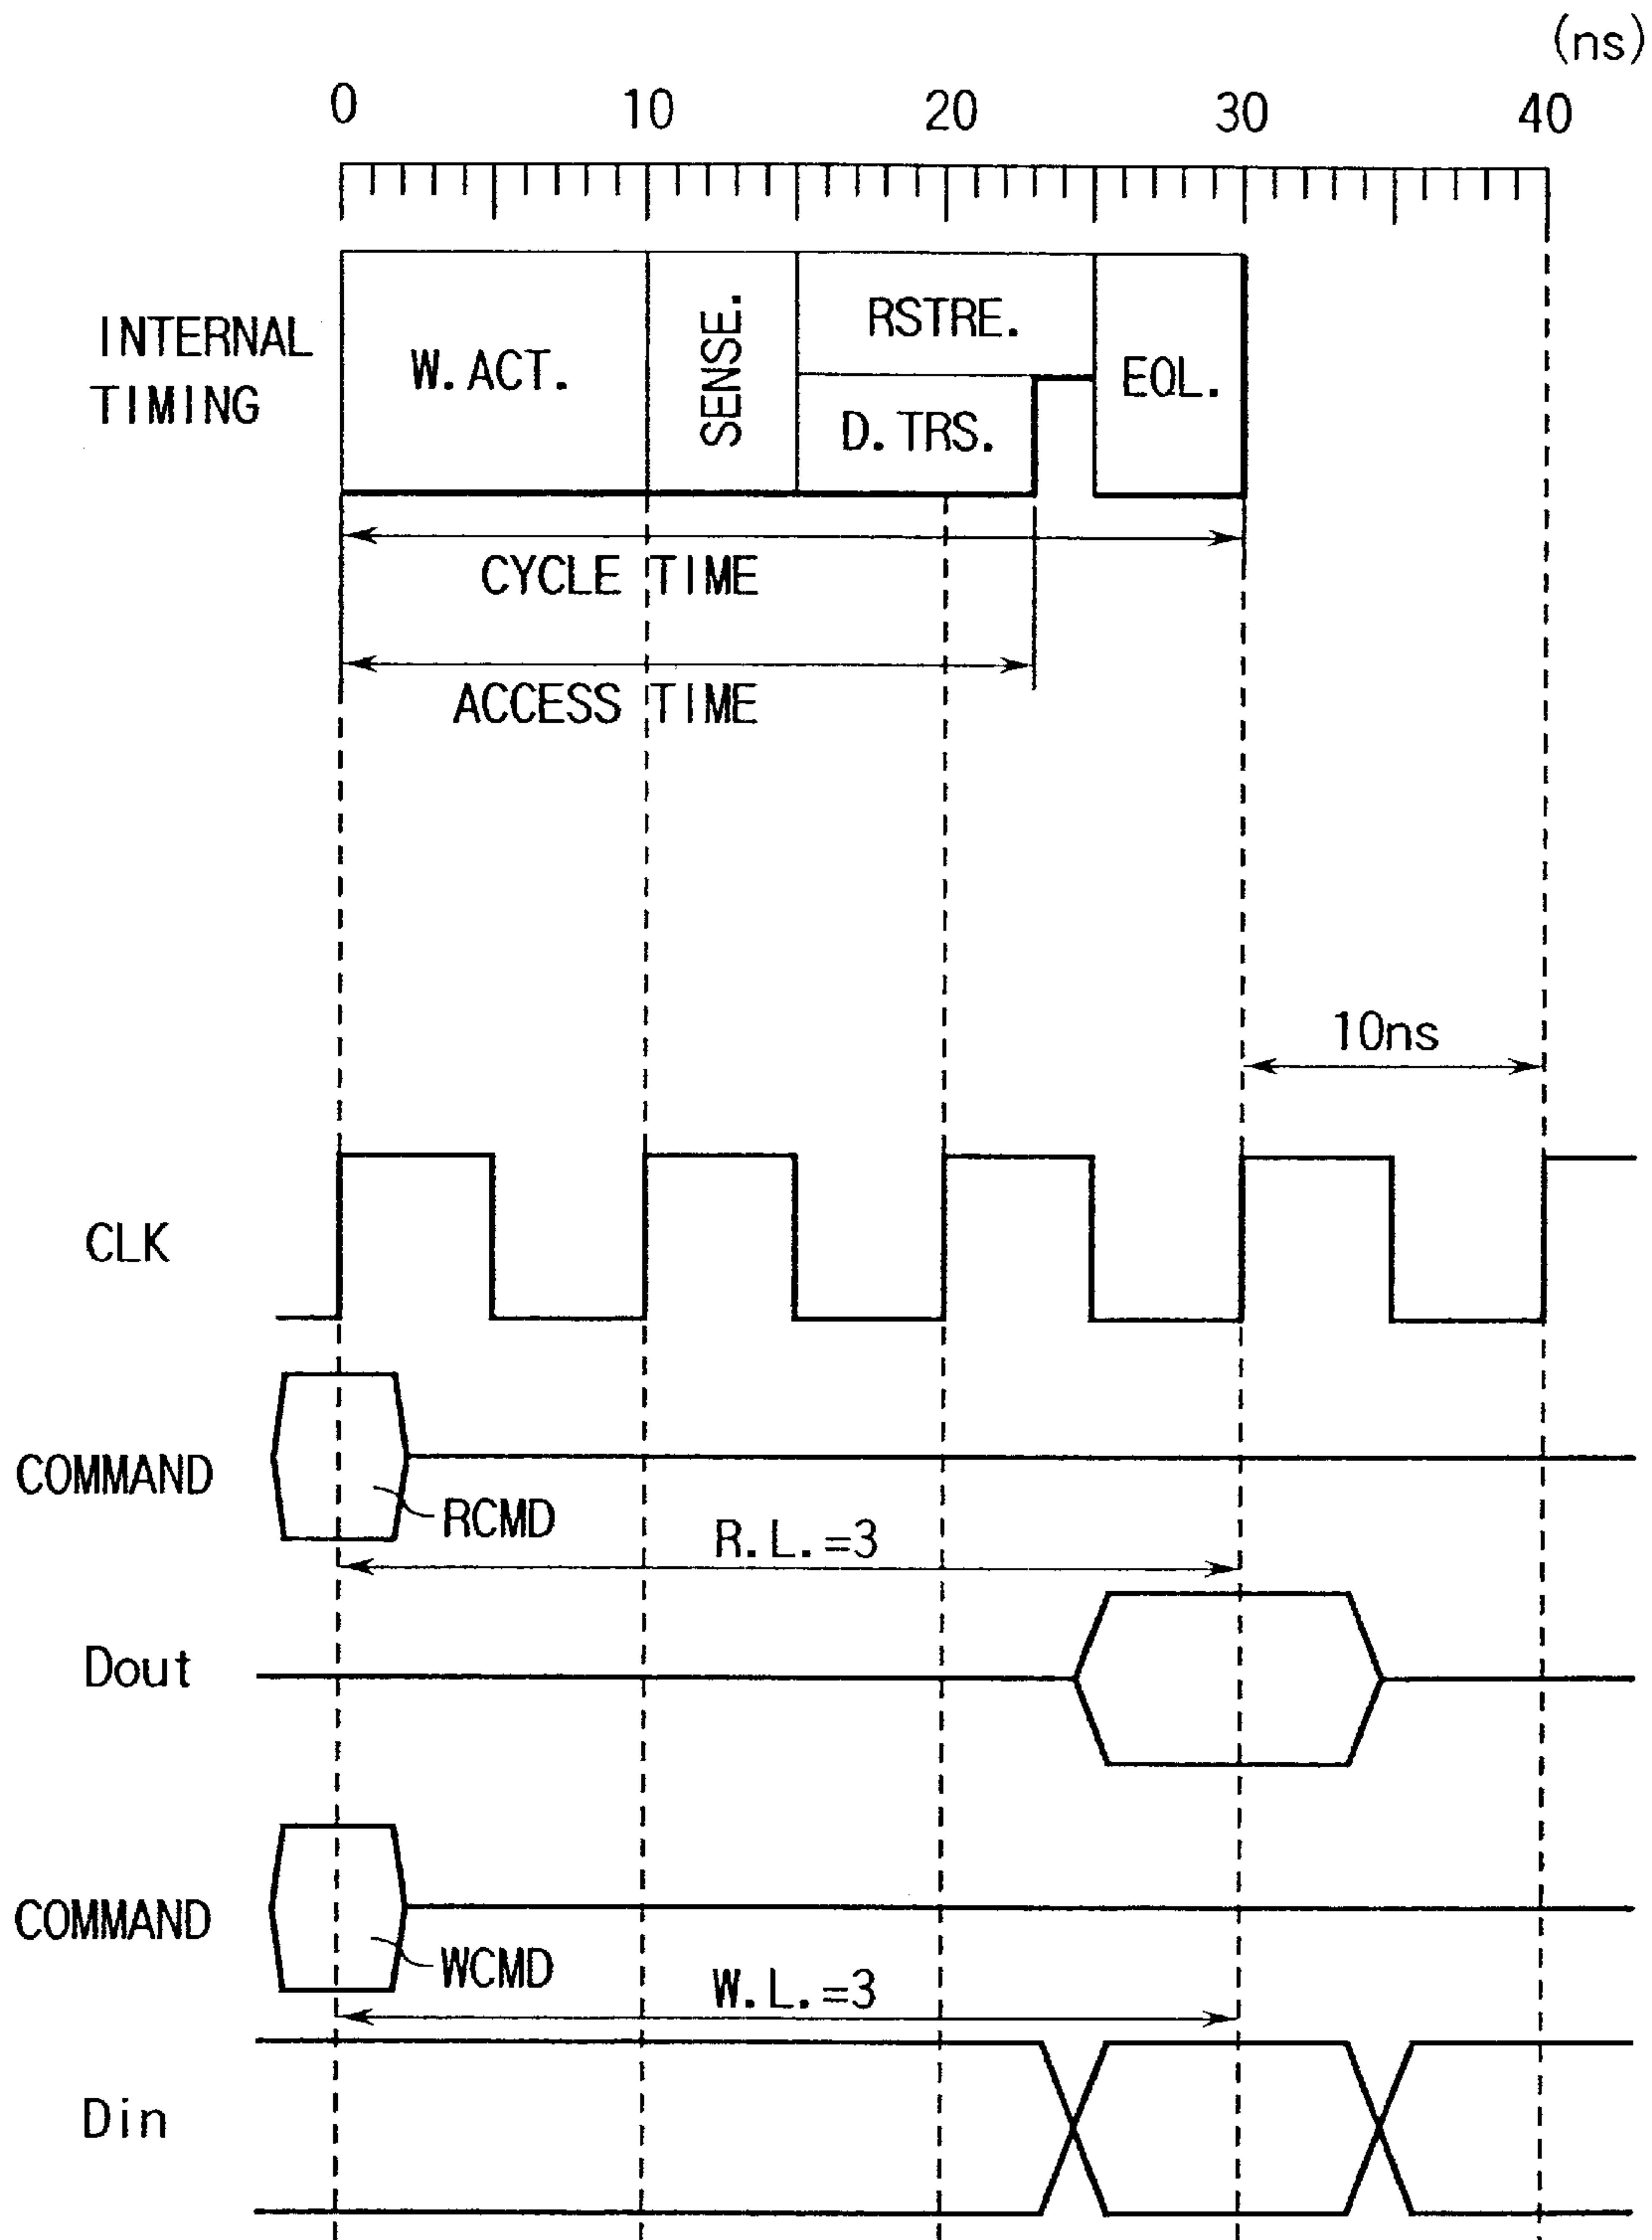 (ns)
0 10 20 30 40
INTERNAL
TIMING
W.ACT.
SENSE.
RSTRE.
D.TRS.
EQL.
CYCLE TIME
ACCESS TIME
10ns
CLK
COMMAND
RCMD
R.L.=3
Dout
COMMAND
WCMD
W.L.=3
Din